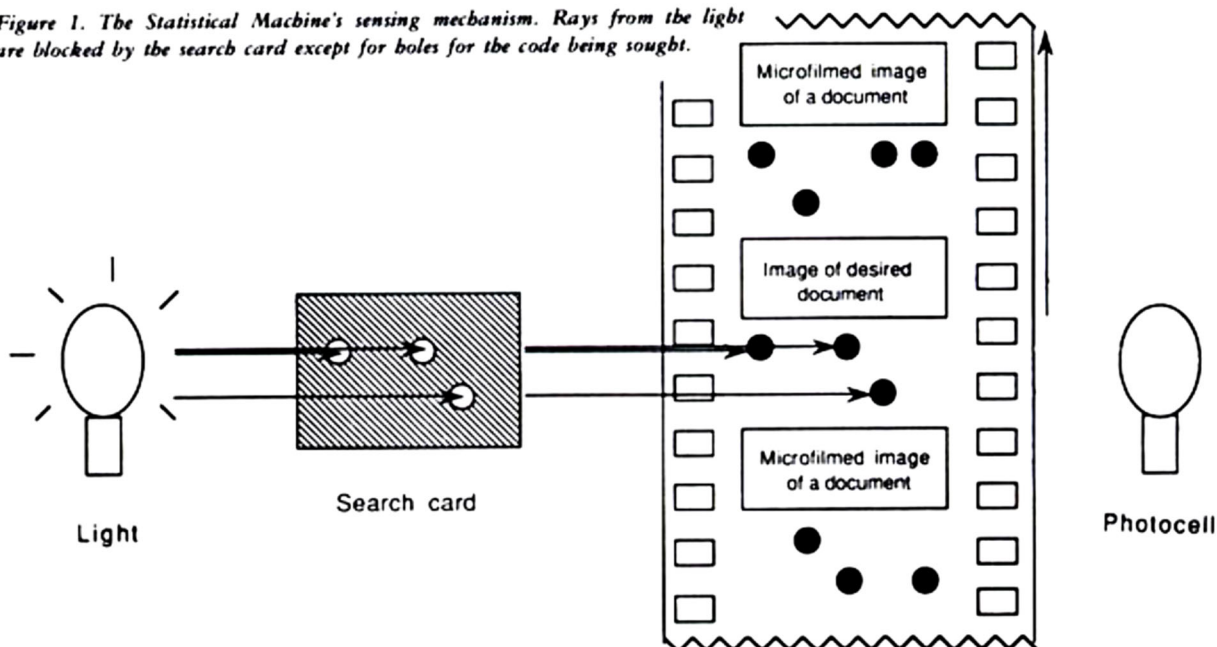 Figure 1. The Statistical Machine's sensing mechanism. Rays from the light
are blocked by the search card except for holes for the code being sought.
Microfilmed image
of a document
Image of desired
document
Microfilmed image
of a document
Light
Search card
Photocell